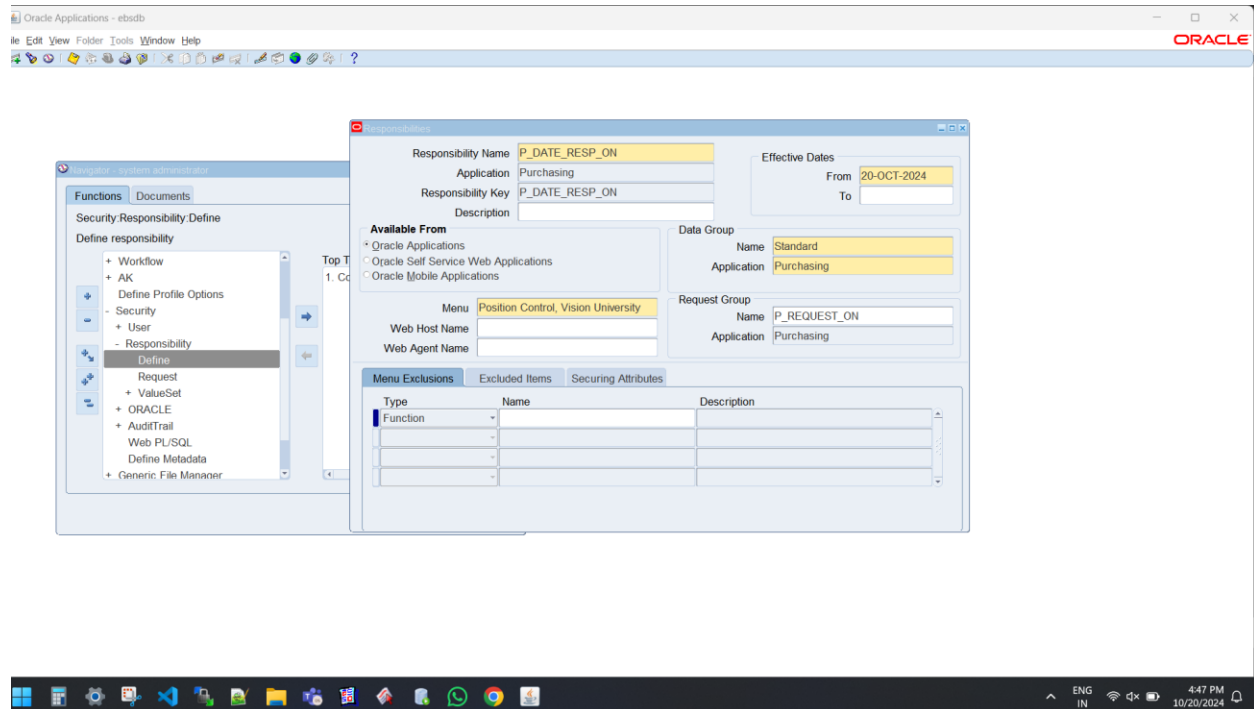 Oracle Applications - ebsdb
ile Edit View Folder Tools Window Help
ORACLE
Responsibilities
Responsibility Name P_DATE_RESP_ON
Application Purchasing
Responsibility Key P_DATE_RESP_ON
Description
Effective Dates
From 20-OCT-2024
To
Available From
Oracle Applications
Oracle Self Service Web Applications
Oracle Mobile Applications
Data Group
Name Standard
Application Purchasing
Menu Position Control, Vision University
Web Host Name
Web Agent Name
Request Group
Name P_REQUEST_ON
Application Purchasing
Menu Exclusions Excluded Items Securing Attributes
Type Name Description
Function
Navigator - system administrator
Functions Documents
Security:Responsibility:Define
Define responsibility
+ Workflow
+ AK
Define Profile Options
- Security
+ User
- Responsibility
Define
Request
+ ValueSet
+ ORACLE
+ AuditTrail
Web PL/SQL
Define Metadata
+ Generic File Manager
Top T
1. Co
ENG
IN
4:47 PM
10/20/2024